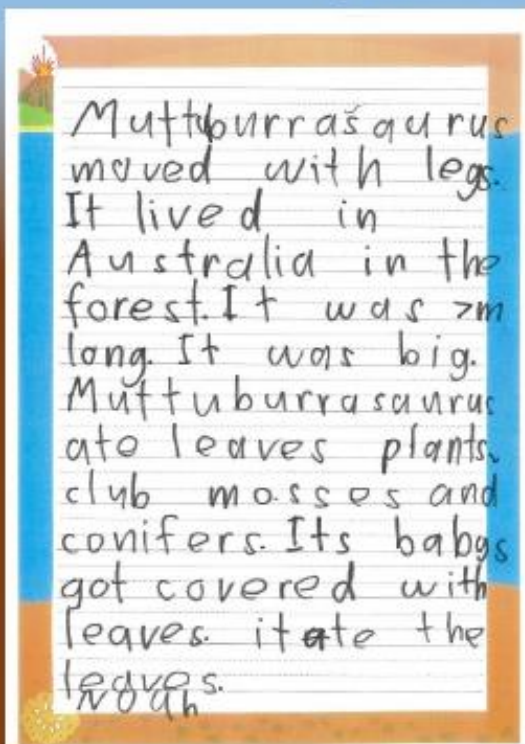 Muttuburrasaurus
moved with legs.
It lived in
Australia in the
forest. It was 7m
long. It was big.
Muttuburrasaurus
ate leaves plants,
club mosses and
conifers. Its babys
got covered with
leaves. it ate the
leaves.
Noah